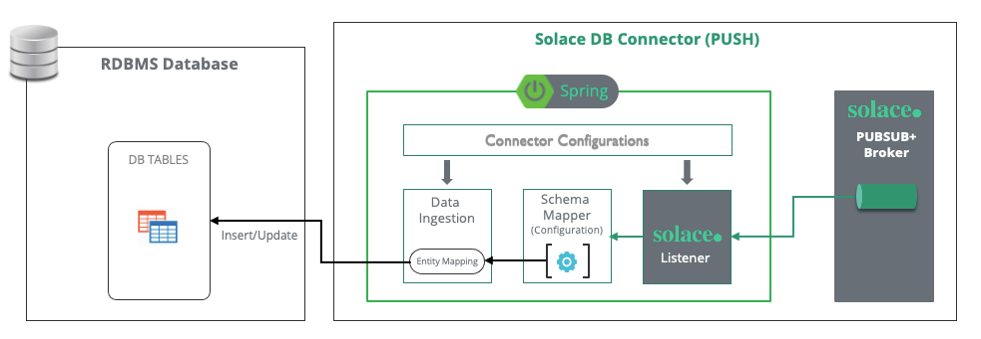 Solace DB Connector (PUSH)
RDBMS Database
Spring
solace.
PUBSUB+
Broker
Connector Configurations
DB TABLES
Data
Ingestion
Schema
Mapper
(Configuration)
solace.
Listener
Insert/Update
Entity Mapping